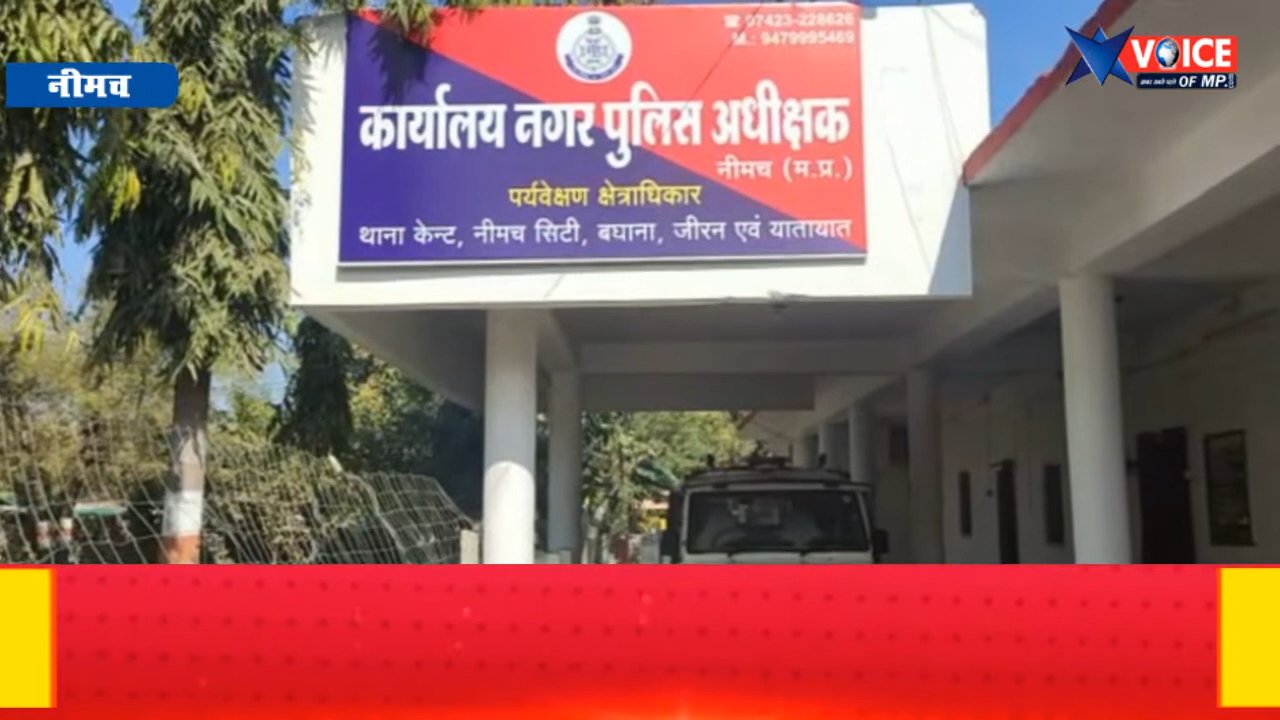 नीमच
☎ 07423-228626
M.: 9479995469
कार्यालय नगर पुलिस अधीक्षक
नीमच (म.प्र.)
पर्यवेक्षण क्षेत्राधिकार
थाना केन्ट, नीमच सिटी, बघाना, जीरन एवं यातायात
VOICE
OF MP.